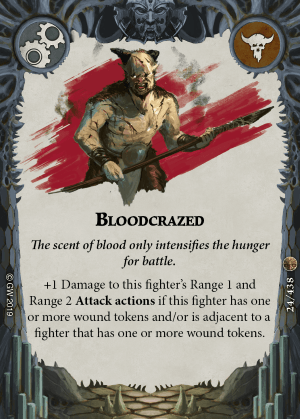 Bloodcrazed
The scent of blood only intensifies the hunger
for battle.
+1 Damage to this fighter's Range 1 and
Range 2 Attack actions if this fighter has one
or more wound tokens and/or is adjacent to a
fighter that has one or more wound tokens.
© GW 2019
24/438